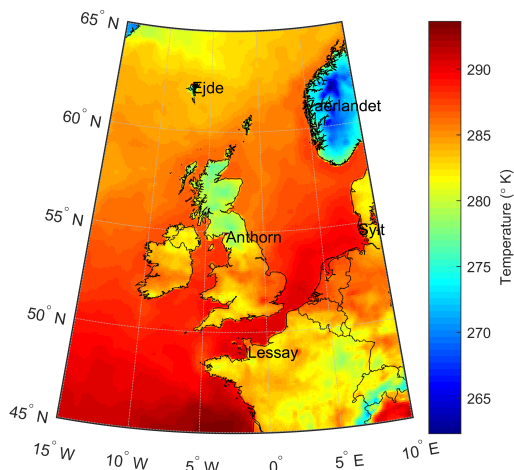 65° N
60° N
55° N
50° N
45° N
15° W
10° W
5° W
0°
5° E
10° E
Ejde
Vaerlandet
Anthorn
Sylt
Lessay
290
285
280
275
270
265
Temperature (° K)